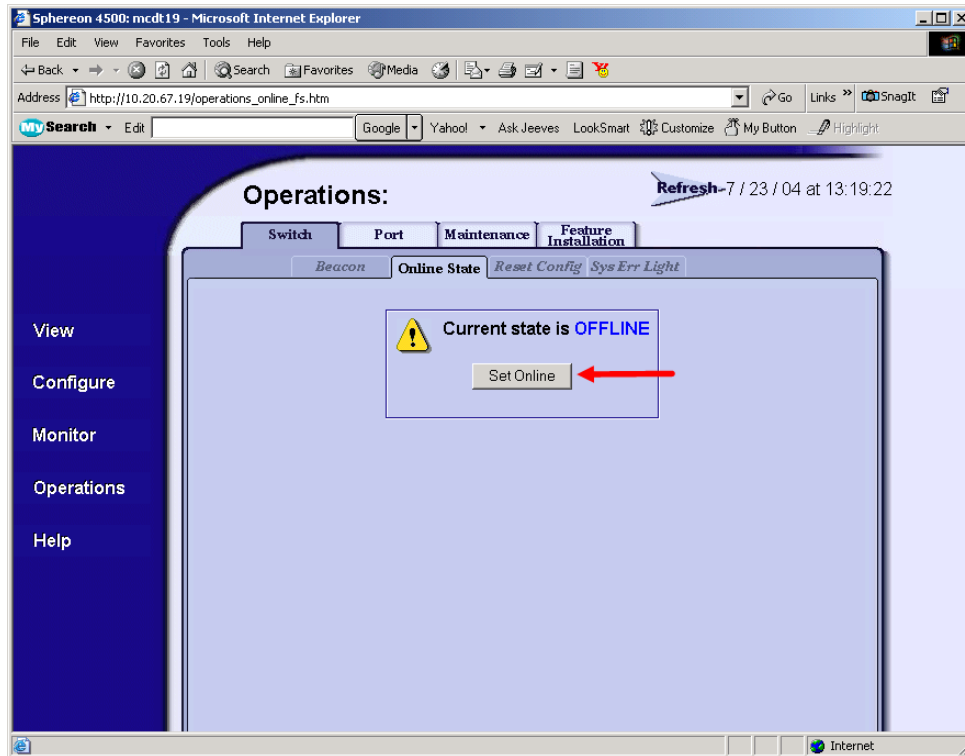 Sphereon 4500: mcdt19 - Microsoft Internet Explorer
File Edit View Favorites Tools Help
Back Search Favorites Media
Address http://10.20.67.19/operations_online_fs.htm Go Links » SnagIt
My Search Edit Google Yahoo! Ask Jeeves LookSmart Customize My Button Highlight
Operations:
Refresh-7 / 23 / 04 at 13:19:22
Switch Port Maintenance Feature Installation
Beacon Online State Reset Config Sys Err Light
Current state is OFFLINE
Set Online
View
Configure
Monitor
Operations
Help
Internet